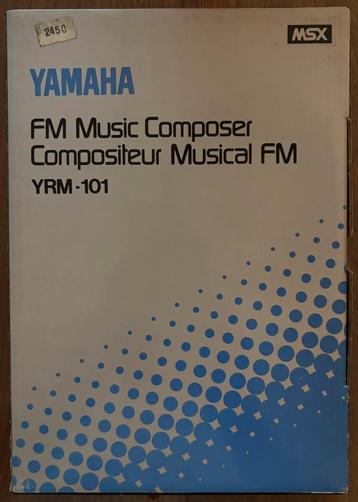 2450
MSX
YAMAHA
FM Music Composer
Compositeur Musical FM
YRM-101